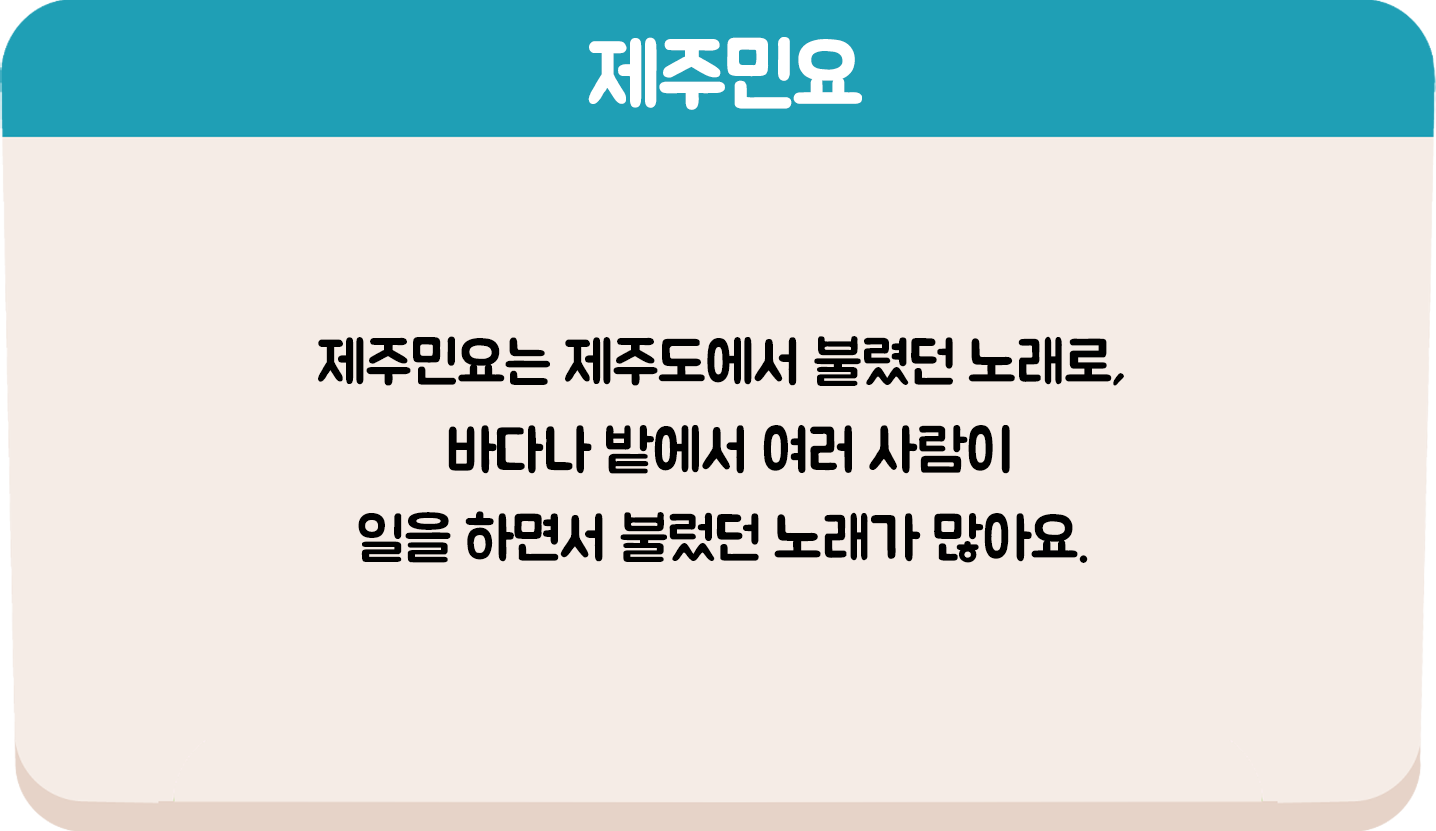 제주민요
제주민요는 제주도에서 불렸던 노래로,
바다나 밭에서 여러 사람이
일을 하면서 불렀던 노래가 많아요.